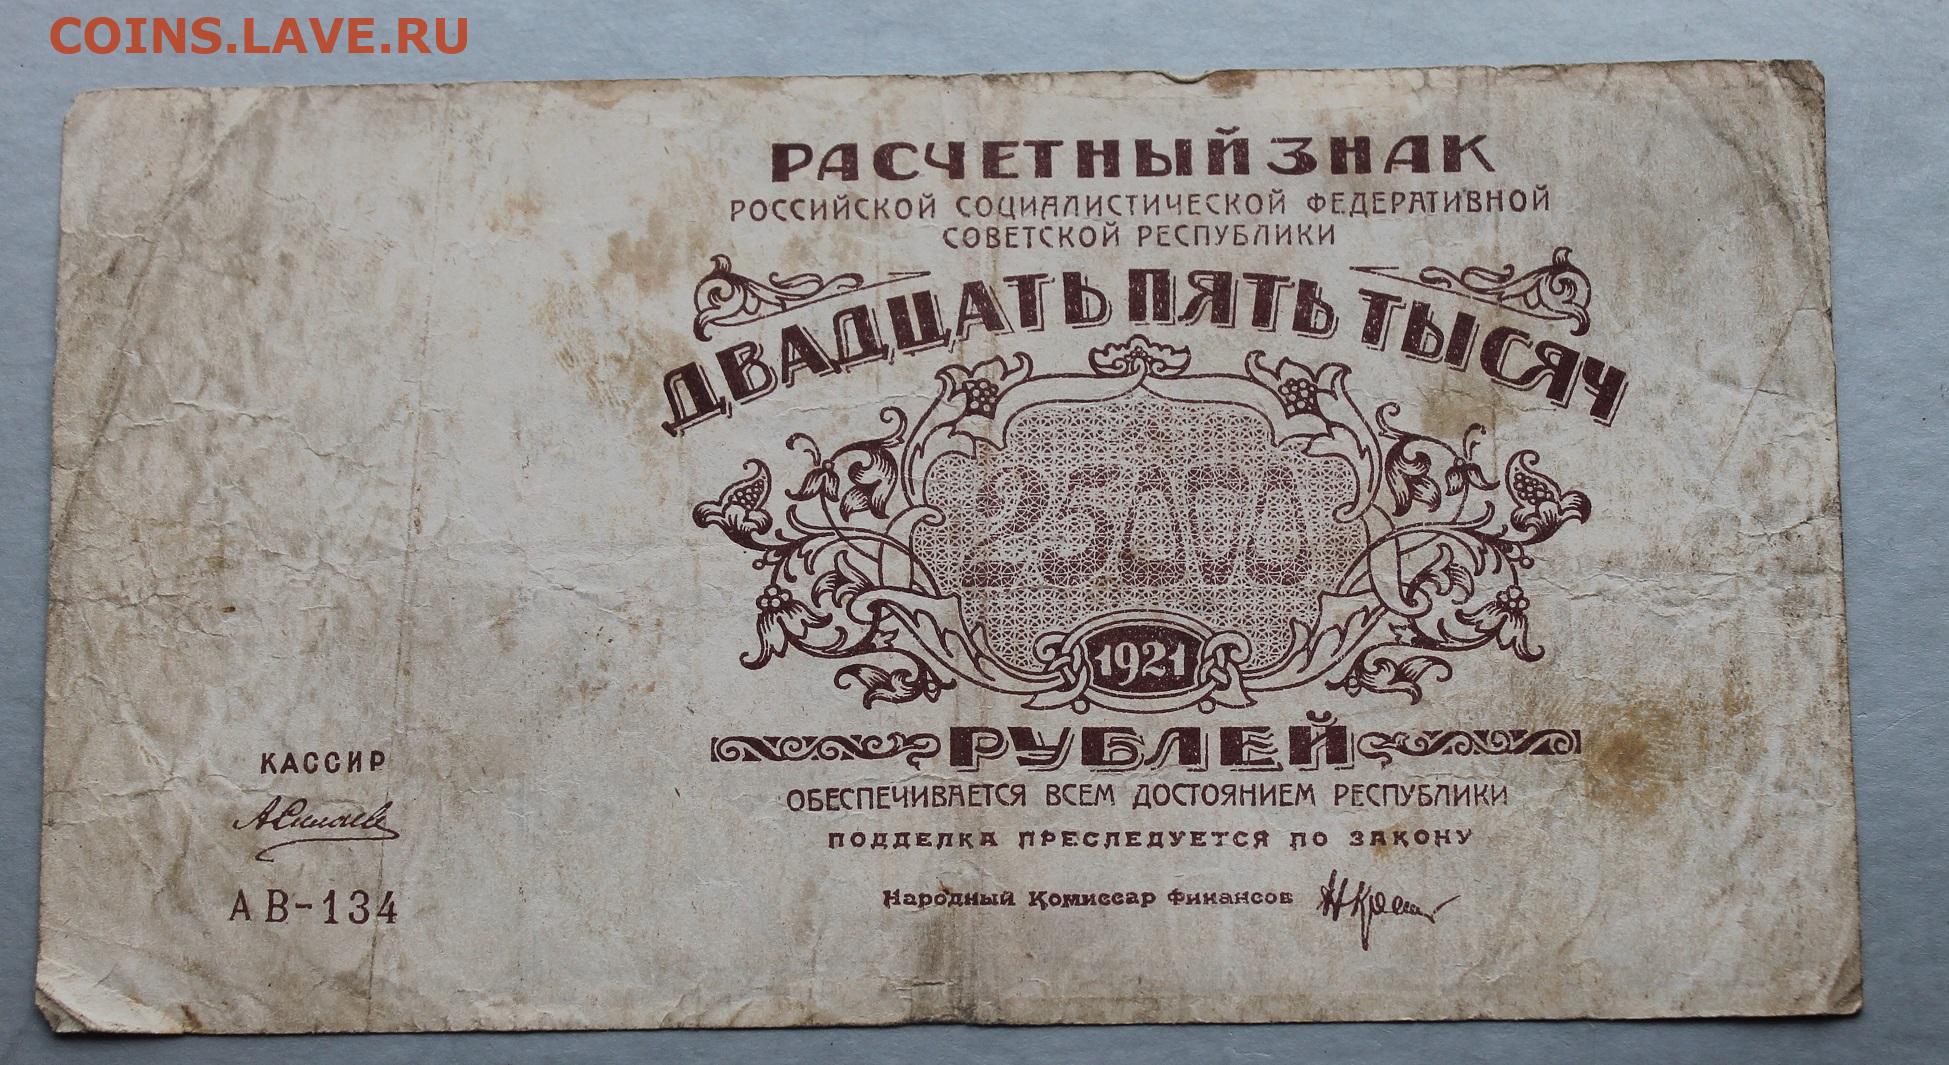 COINS.LAVE.RU
РАСЧЕТНЫЙ ЗНАК
РОССИЙСКОЙ СОЦИАЛИСТИЧЕСКОЙ ФЕДЕРАТИВНОЙ
СОВЕТСКОЙ РЕСПУБЛИКИ
ДВАДЦАТЬ ПЯТЬ ТЫСЯЧ
25000
1921
РУБЛЕЙ
ОБЕСПЕЧИВАЕТСЯ ВСЕМ ДОСТОЯНИЕМ РЕСПУБЛИКИ
ПОДДЕЛКА ПРЕСЛЕДУЕТСЯ ПО ЗАКОНУ
Народный Комиссар Финансов
КАССИР
АСилаев
АВ-134